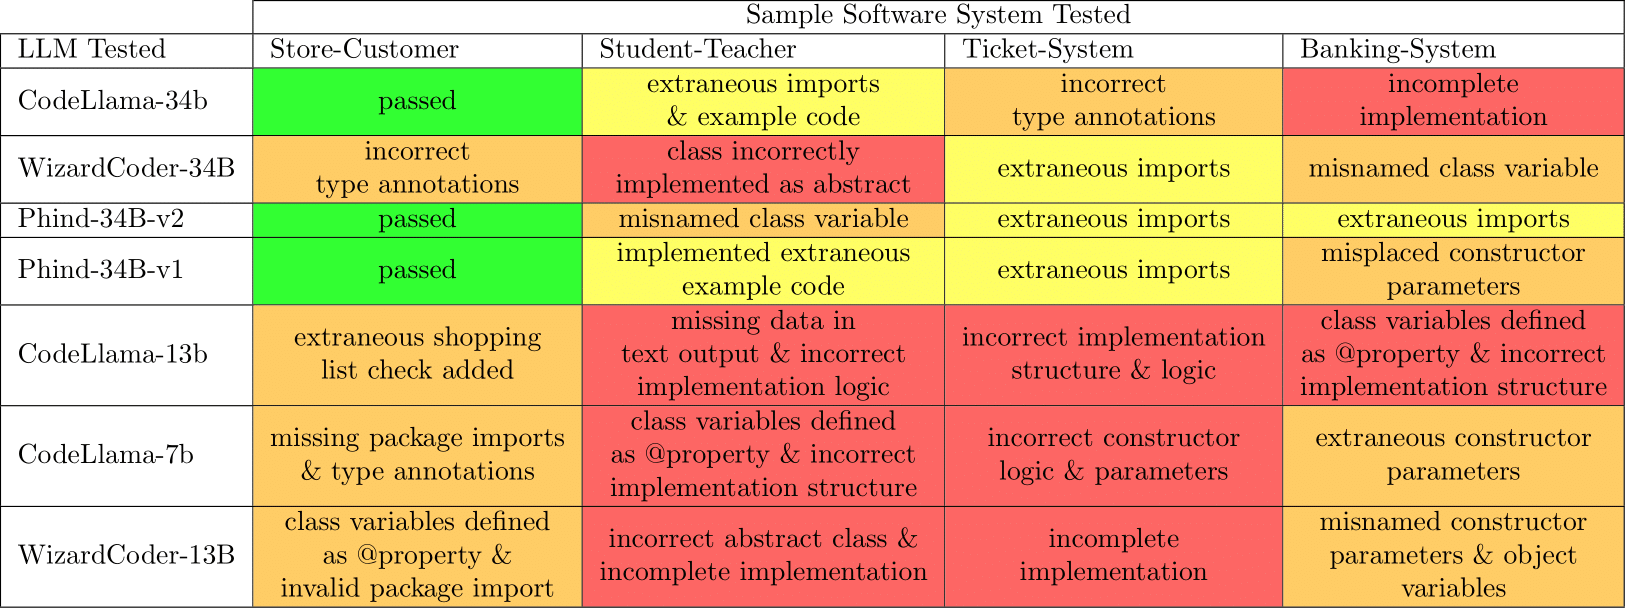 Sample Software System Tested
LLM Tested
Store-Customer
Student-Teacher
Ticket-System
Banking-System
CodeLlama-34b
passed
extraneous imports
& example code
incorrect
type annotations
incomplete
implementation
WizardCoder-34B
incorrect
type annotations
class incorrectly
implemented as abstract
extraneous imports
misnamed class variable
Phind-34B-v2
passed
misnamed class variable
extraneous imports
extraneous imports
Phind-34B-v1
passed
implemented extraneous
example code
extraneous imports
misplaced constructor
parameters
CodeLlama-13b
extraneous shopping
list check added
missing data in
text output & incorrect
implementation logic
incorrect implementation
structure & logic
class variables defined
as @property & incorrect
implementation structure
CodeLlama-7b
missing package imports
& type annotations
class variables defined
as @property & incorrect
implementation structure
incorrect constructor
logic & parameters
extraneous constructor
parameters
WizardCoder-13B
class variables defined
as @property &
invalid package import
incorrect abstract class &
incomplete implementation
incomplete
implementation
misnamed constructor
parameters & object
variables